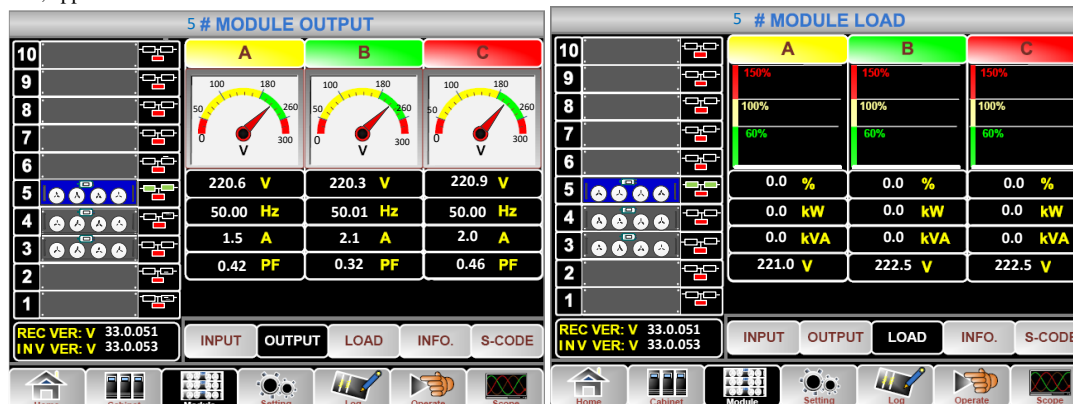 5 # MODULE OUTPUT
10
9
8
7
6
5
4
3
2
1
A B C
0 50 100 180 260 300 V
0 50 100 180 260 300 V
0 50 100 180 260 300 V
220.6 V 220.3 V 220.9 V
50.00 Hz 50.01 Hz 50.00 Hz
1.5 A 2.1 A 2.0 A
0.42 PF 0.32 PF 0.46 PF
REC VER: V 33.0.051
INV VER: V 33.0.053
INPUT OUTPUT LOAD INFO. S-CODE
Home Cabinet Module Setting Log Operate Scope
5 # MODULE LOAD
10
9
8
7
6
5
4
3
2
1
A B C
150% 150% 150%
100% 100% 100%
60% 60% 60%
0.0 % 0.0 % 0.0 %
0.0 kW 0.0 kW 0.0 kW
0.0 kVA 0.0 kVA 0.0 kVA
221.0 V 222.5 V 222.5 V
REC VER: V 33.0.051
INV VER: V 33.0.053
INPUT OUTPUT LOAD INFO. S-CODE
Home Cabinet Module Setting Log Operate Scope